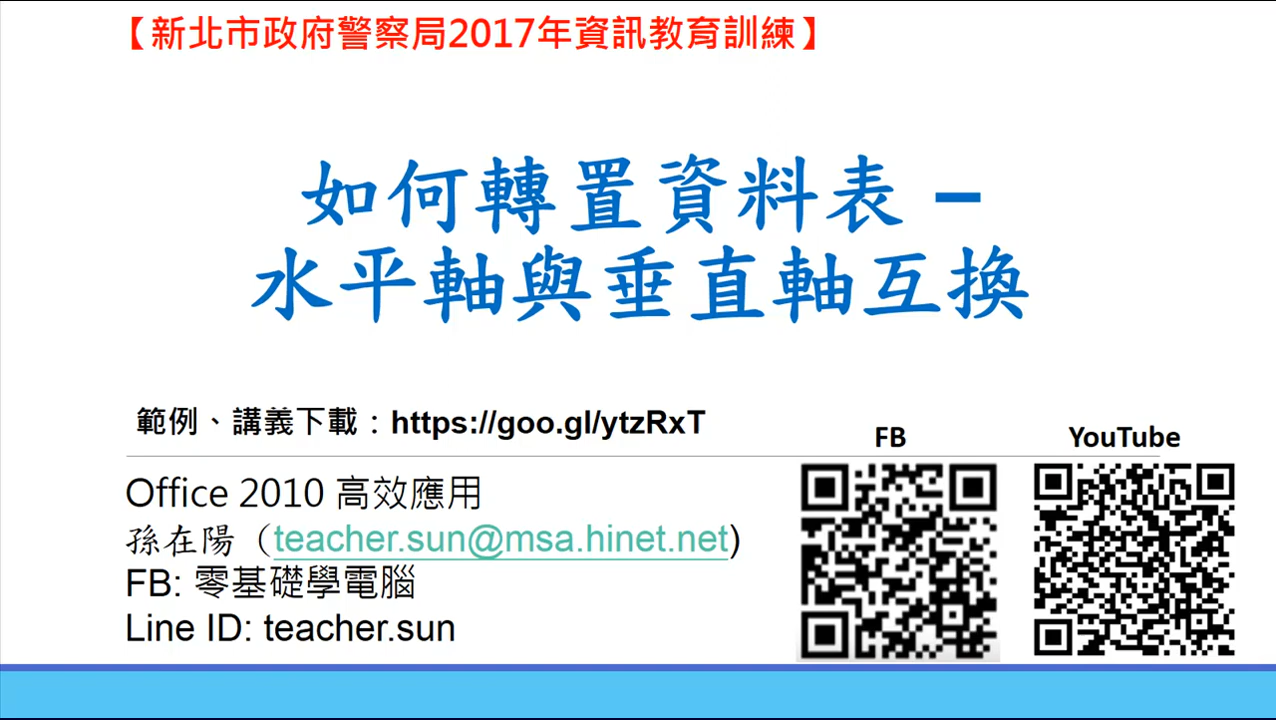 【新北市政府警察局2017年資訊教育訓練】
如何轉置資料表 –
水平軸與垂直軸互換
範例、講義下載：https://goo.gl/ytzRxT
FB
YouTube
Office 2010 高效應用
孫在陽（teacher.sun@msa.hinet.net)
FB: 零基礎學電腦
Line ID: teacher.sun